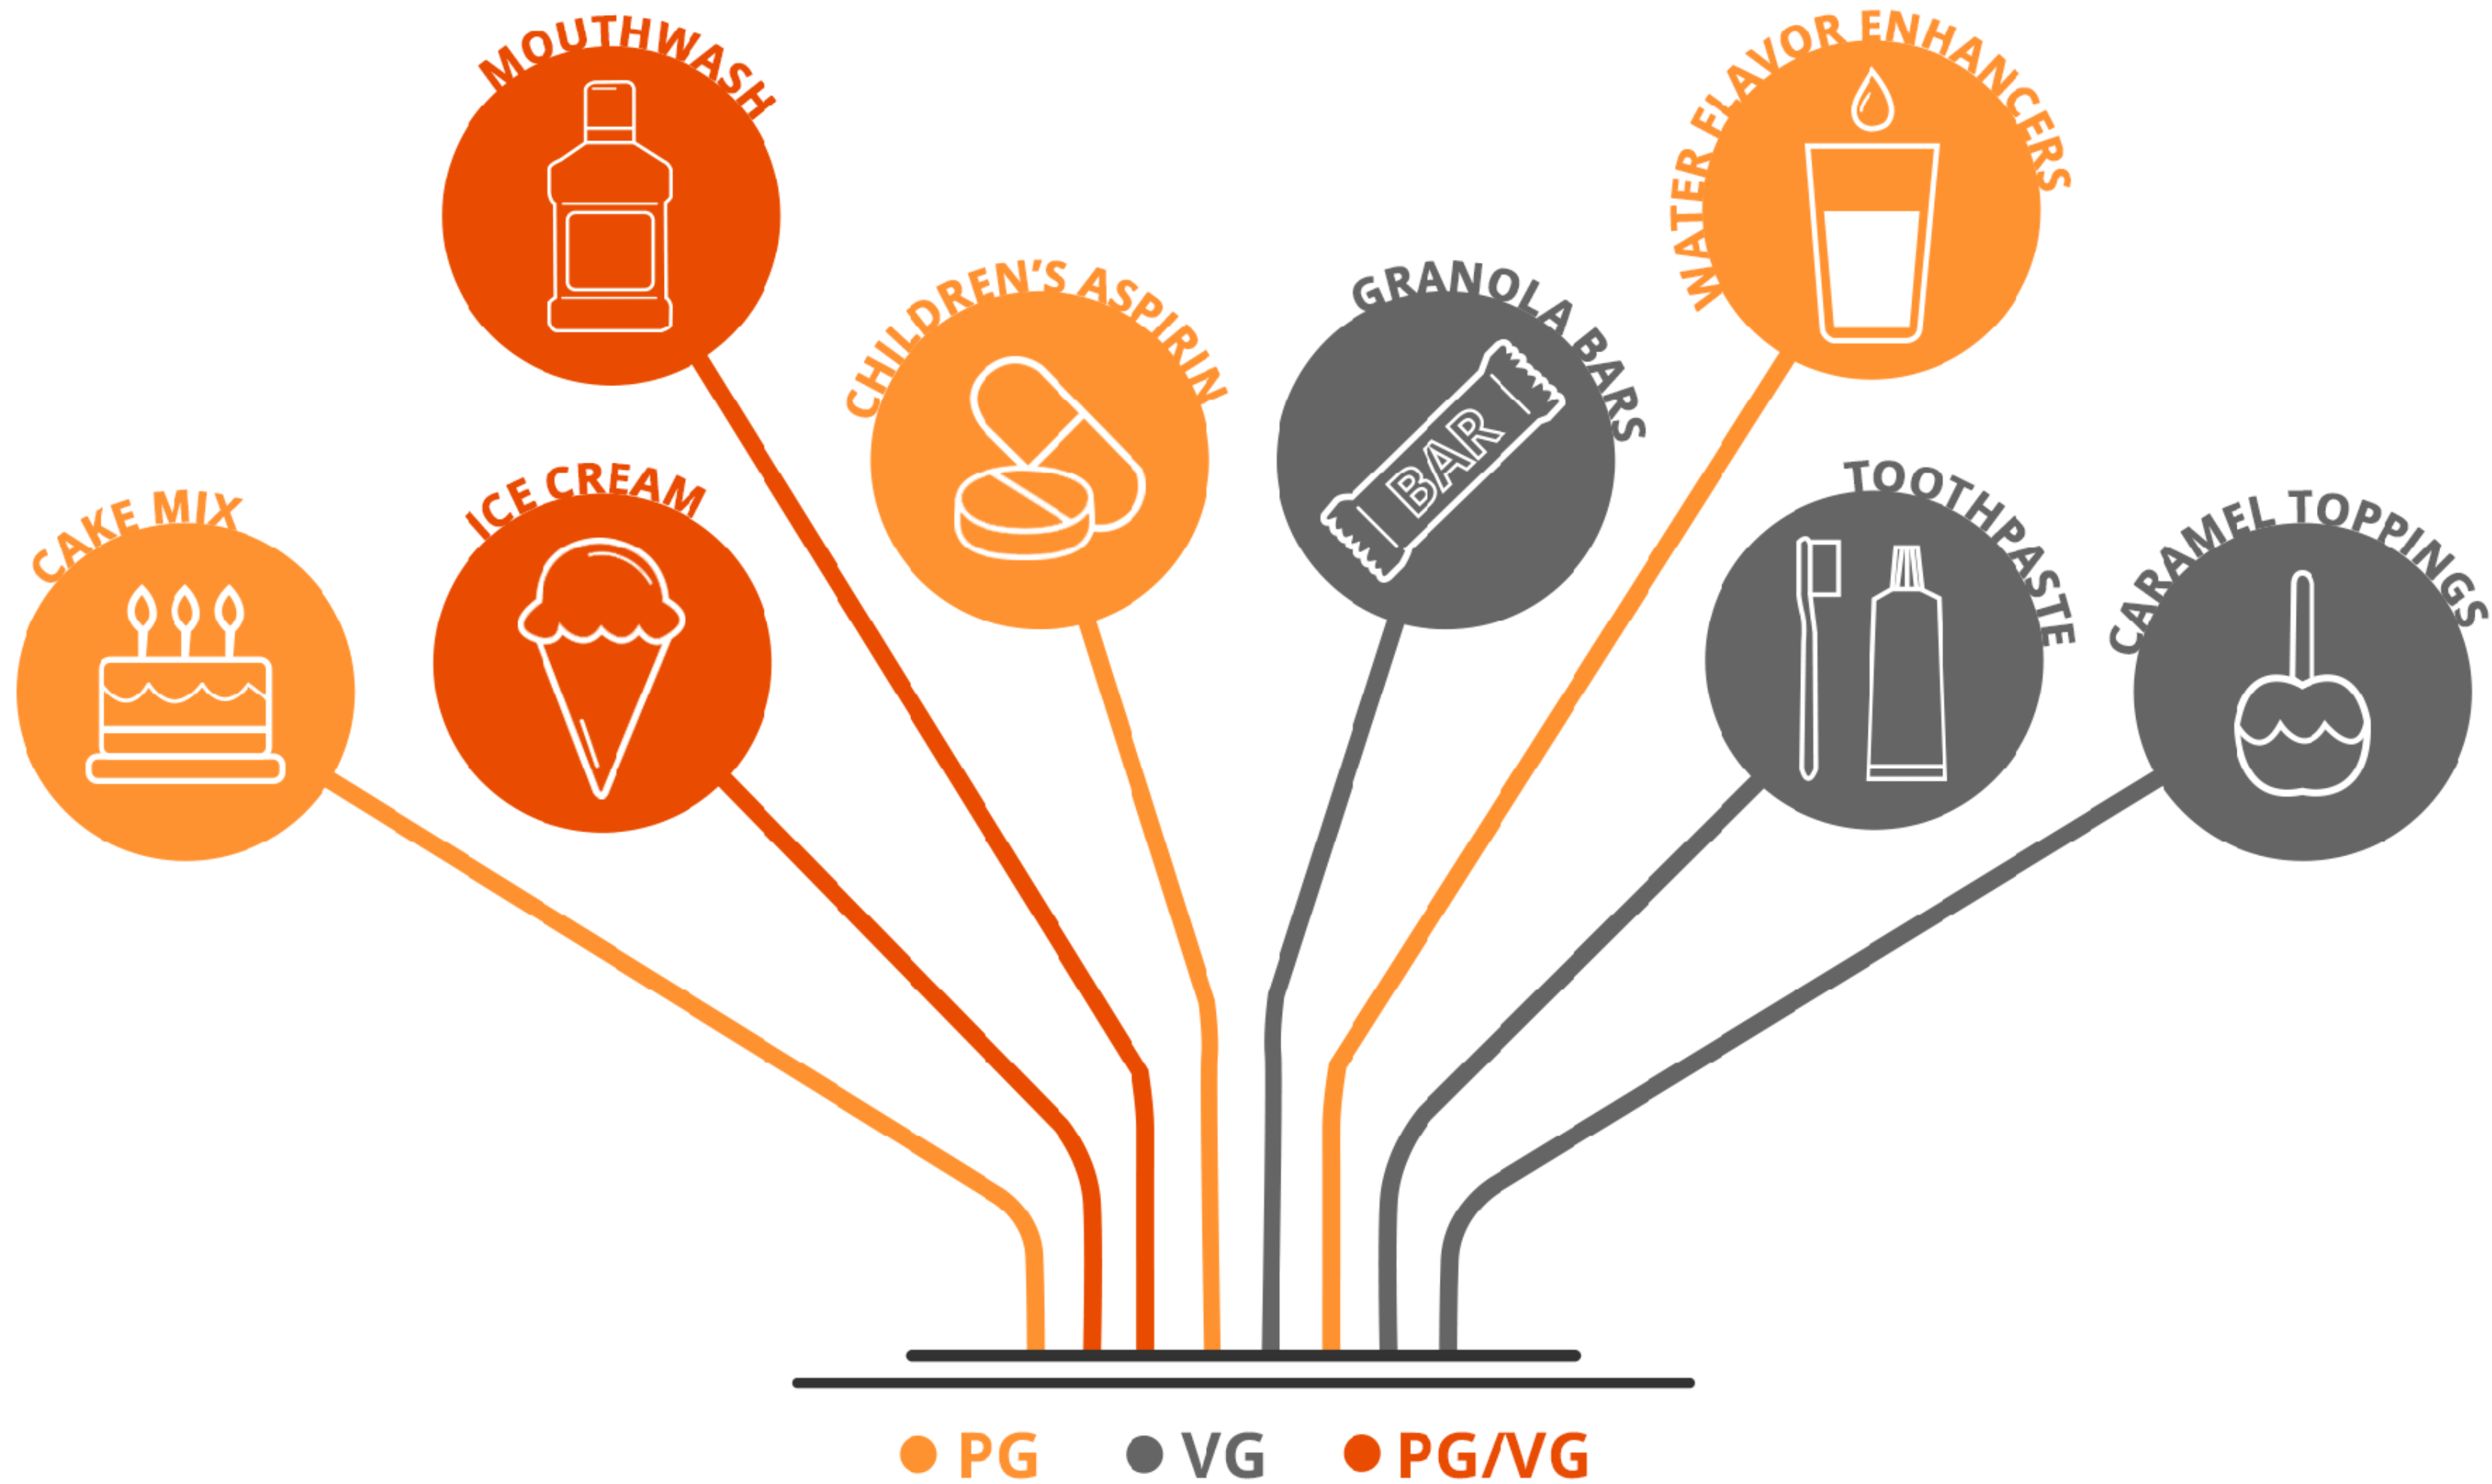 MOUTHWASH
WATER FLAVOR ENHANCERS
CHILDREN'S ASPIRIN
GRANOLA BARS
BAR
CAKE MIX
ICE CREAM
TOOTHPASTE
CARAMEL TOPPINGS
PG
VG
PG/VG